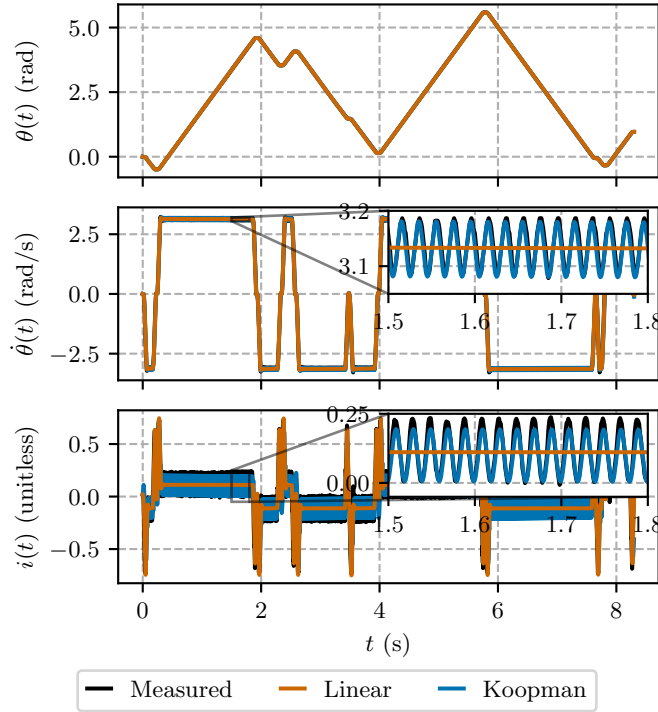 5.0
2.5
0.0
θ(t) (rad)
3.2
3.1
1.5 1.6 1.7 1.8
2.5
0.0
−2.5
θ̇(t) (rad/s)
0.25
0.00
1.5 1.6 1.7 1.8
0.5
0.0
−0.5
i(t) (unitless)
0 2 4 6 8
t (s)
Measured Linear Koopman